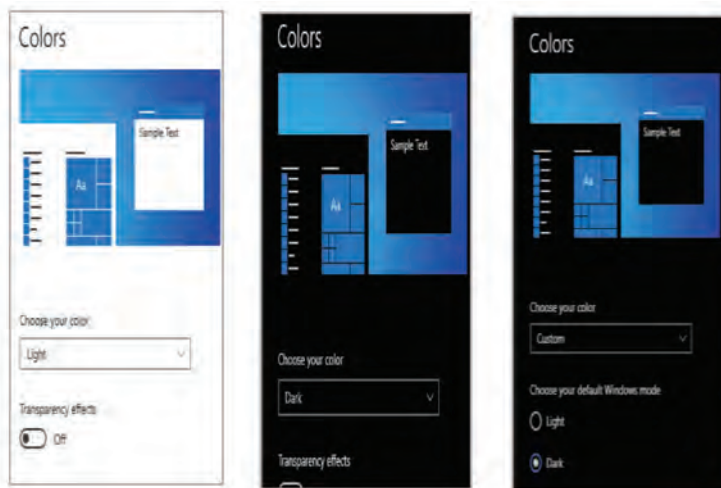 Colors
Sample Text
Aa
Choose your color
Light
Transparency effects
Off
Colors
Sample Text
Aa
Choose your color
Dark
Transparency effects
Colors
Sample Text
Aa
Choose your color
Custom
Choose your default Windows mode
Light
Dark